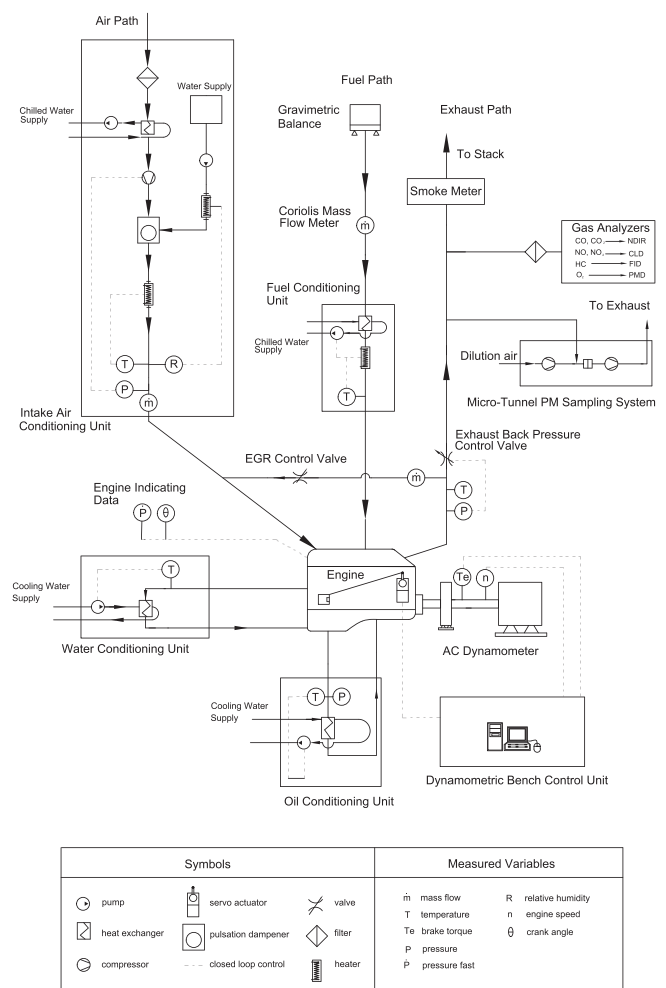 Air Path
Water Supply
Chilled Water
Supply
T
R
P
ṁ
Intake Air
Conditioning Unit
Fuel Path
Gravimetric
Balance
Coriolis Mass
Flow Meter
ṁ
Fuel Conditioning
Unit
Chilled Water
Supply
T
Exhaust Path
To Stack
Smoke Meter
Gas Analyzers
CO, CO₂ NDIR
NO, NOₓ CLD
HC FID
O₂ PMD
To Exhaust
Dilution air
Micro-Tunnel PM Sampling System
Exhaust Back Pressure
Control Valve
EGR Control Valve
ṁ
T
P
Engine Indicating
Data
Ṗ
θ
Engine
Cooling Water
Supply
T
Water Conditioning Unit
Te
n
AC Dynamometer
Cooling Water
Supply
T
P
Oil Conditioning Unit
Dynamometric Bench Control Unit
Symbols
pump
servo actuator
valve
heat exchanger
pulsation dampener
filter
compressor
closed loop control
heater
Measured Variables
ṁ mass flow
R relative humidity
T temperature
n engine speed
Te brake torque
θ crank angle
P pressure
Ṗ pressure fast